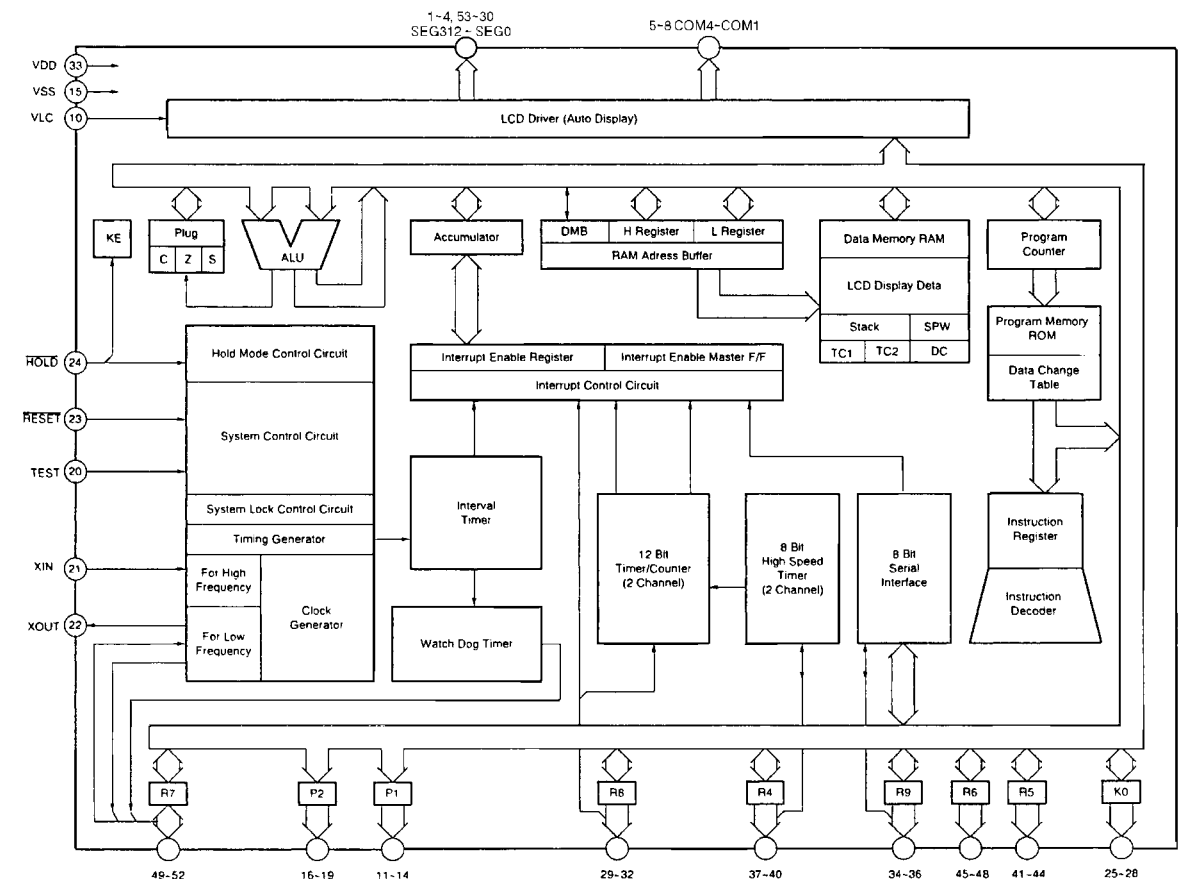 1~4, 53~30
SEG312 ~ SEG0
5~8 COM4~COM1
VDD 33
VSS 15
VLC 10
LCD Driver (Auto Display)
KE
Plug
C Z S
ALU
Accumulator
DMB H Register L Register
RAM Adress Buffer
Data Memory RAM
LCD Display Deta
Stack SPW
TC1 TC2 DC
Program
Counter
Program Memory
ROM
Data Change
Table
HOLD 24
Hold Mode Control Circuit
Interrupt Enable Register Interrupt Enable Master F/F
Interrupt Control Circuit
RESET 23
System Control Circuit
TEST 20
System Lock Control Circuit
Timing Generator
Interval
Timer
XIN 21
For High
Frequency
Clock
Generator
XOUT 22
For Low
Frequency
Watch Dog Timer
12 Bit
Timer/Counter
(2 Channel)
8 Bit
High Speed
Timer
(2 Channel)
8 Bit
Serial
Interface
Instruction
Register
Instruction
Decoder
R7 P2 P1 R8 R4 R9 R6 R5 K0
49~52 16~19 11~14 29~32 37~40 34~36 45~48 41~44 25~28